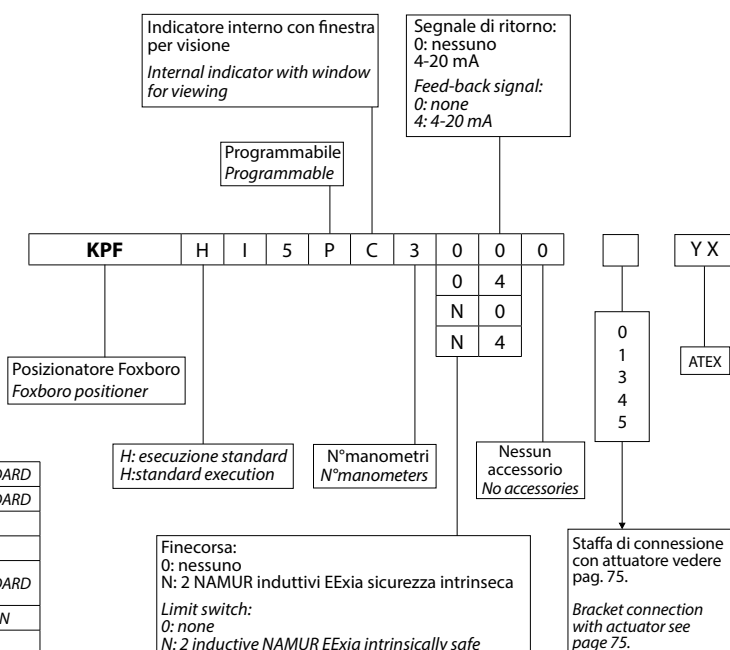 Indicatore interno con finestra
per visione
Internal indicator with window
for viewing
Segnale di ritorno:
0: nessuno
4-20 mA
Feed-back signal:
0: none
4: 4-20 mA
Programmabile
Programmable
KPF H I 5 P C 3 0 0 0 Y X
0 4
N 0
N 4
0
1
3
4
5
ATEX
Posizionatore Foxboro
Foxboro positioner
H: esecuzione standard
H:standard execution
N°manometri
N°manometers
Nessun
accessorio
No accessories
DARD
DARD
DARD
N
Finecorsa:
0: nessuno
N: 2 NAMUR induttivi EExia sicurezza intrinseca
Limit switch:
0: none
N: 2 inductive NAMUR EExia intrinsically safe
Staffa di connessione
con attuatore vedere
pag. 75.
Bracket connection
with actuator see
page 75.